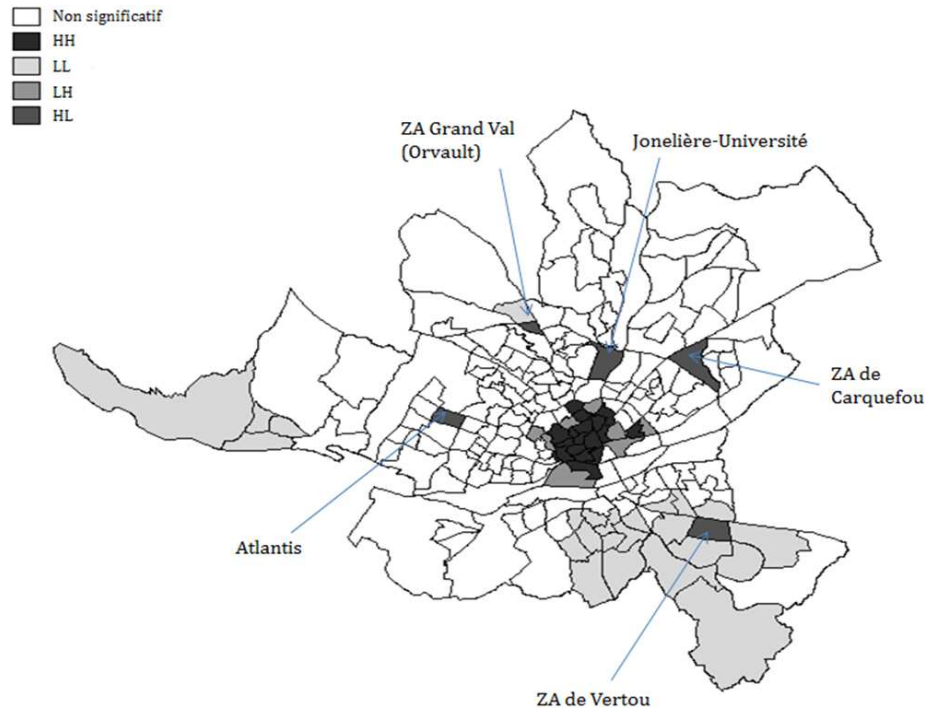 Non significatif
HH
LL
LH
HL
ZA Grand Val
(Orvault)
Jonelière-Université
ZA de
Carquefou
Atlantis
ZA de Vertou